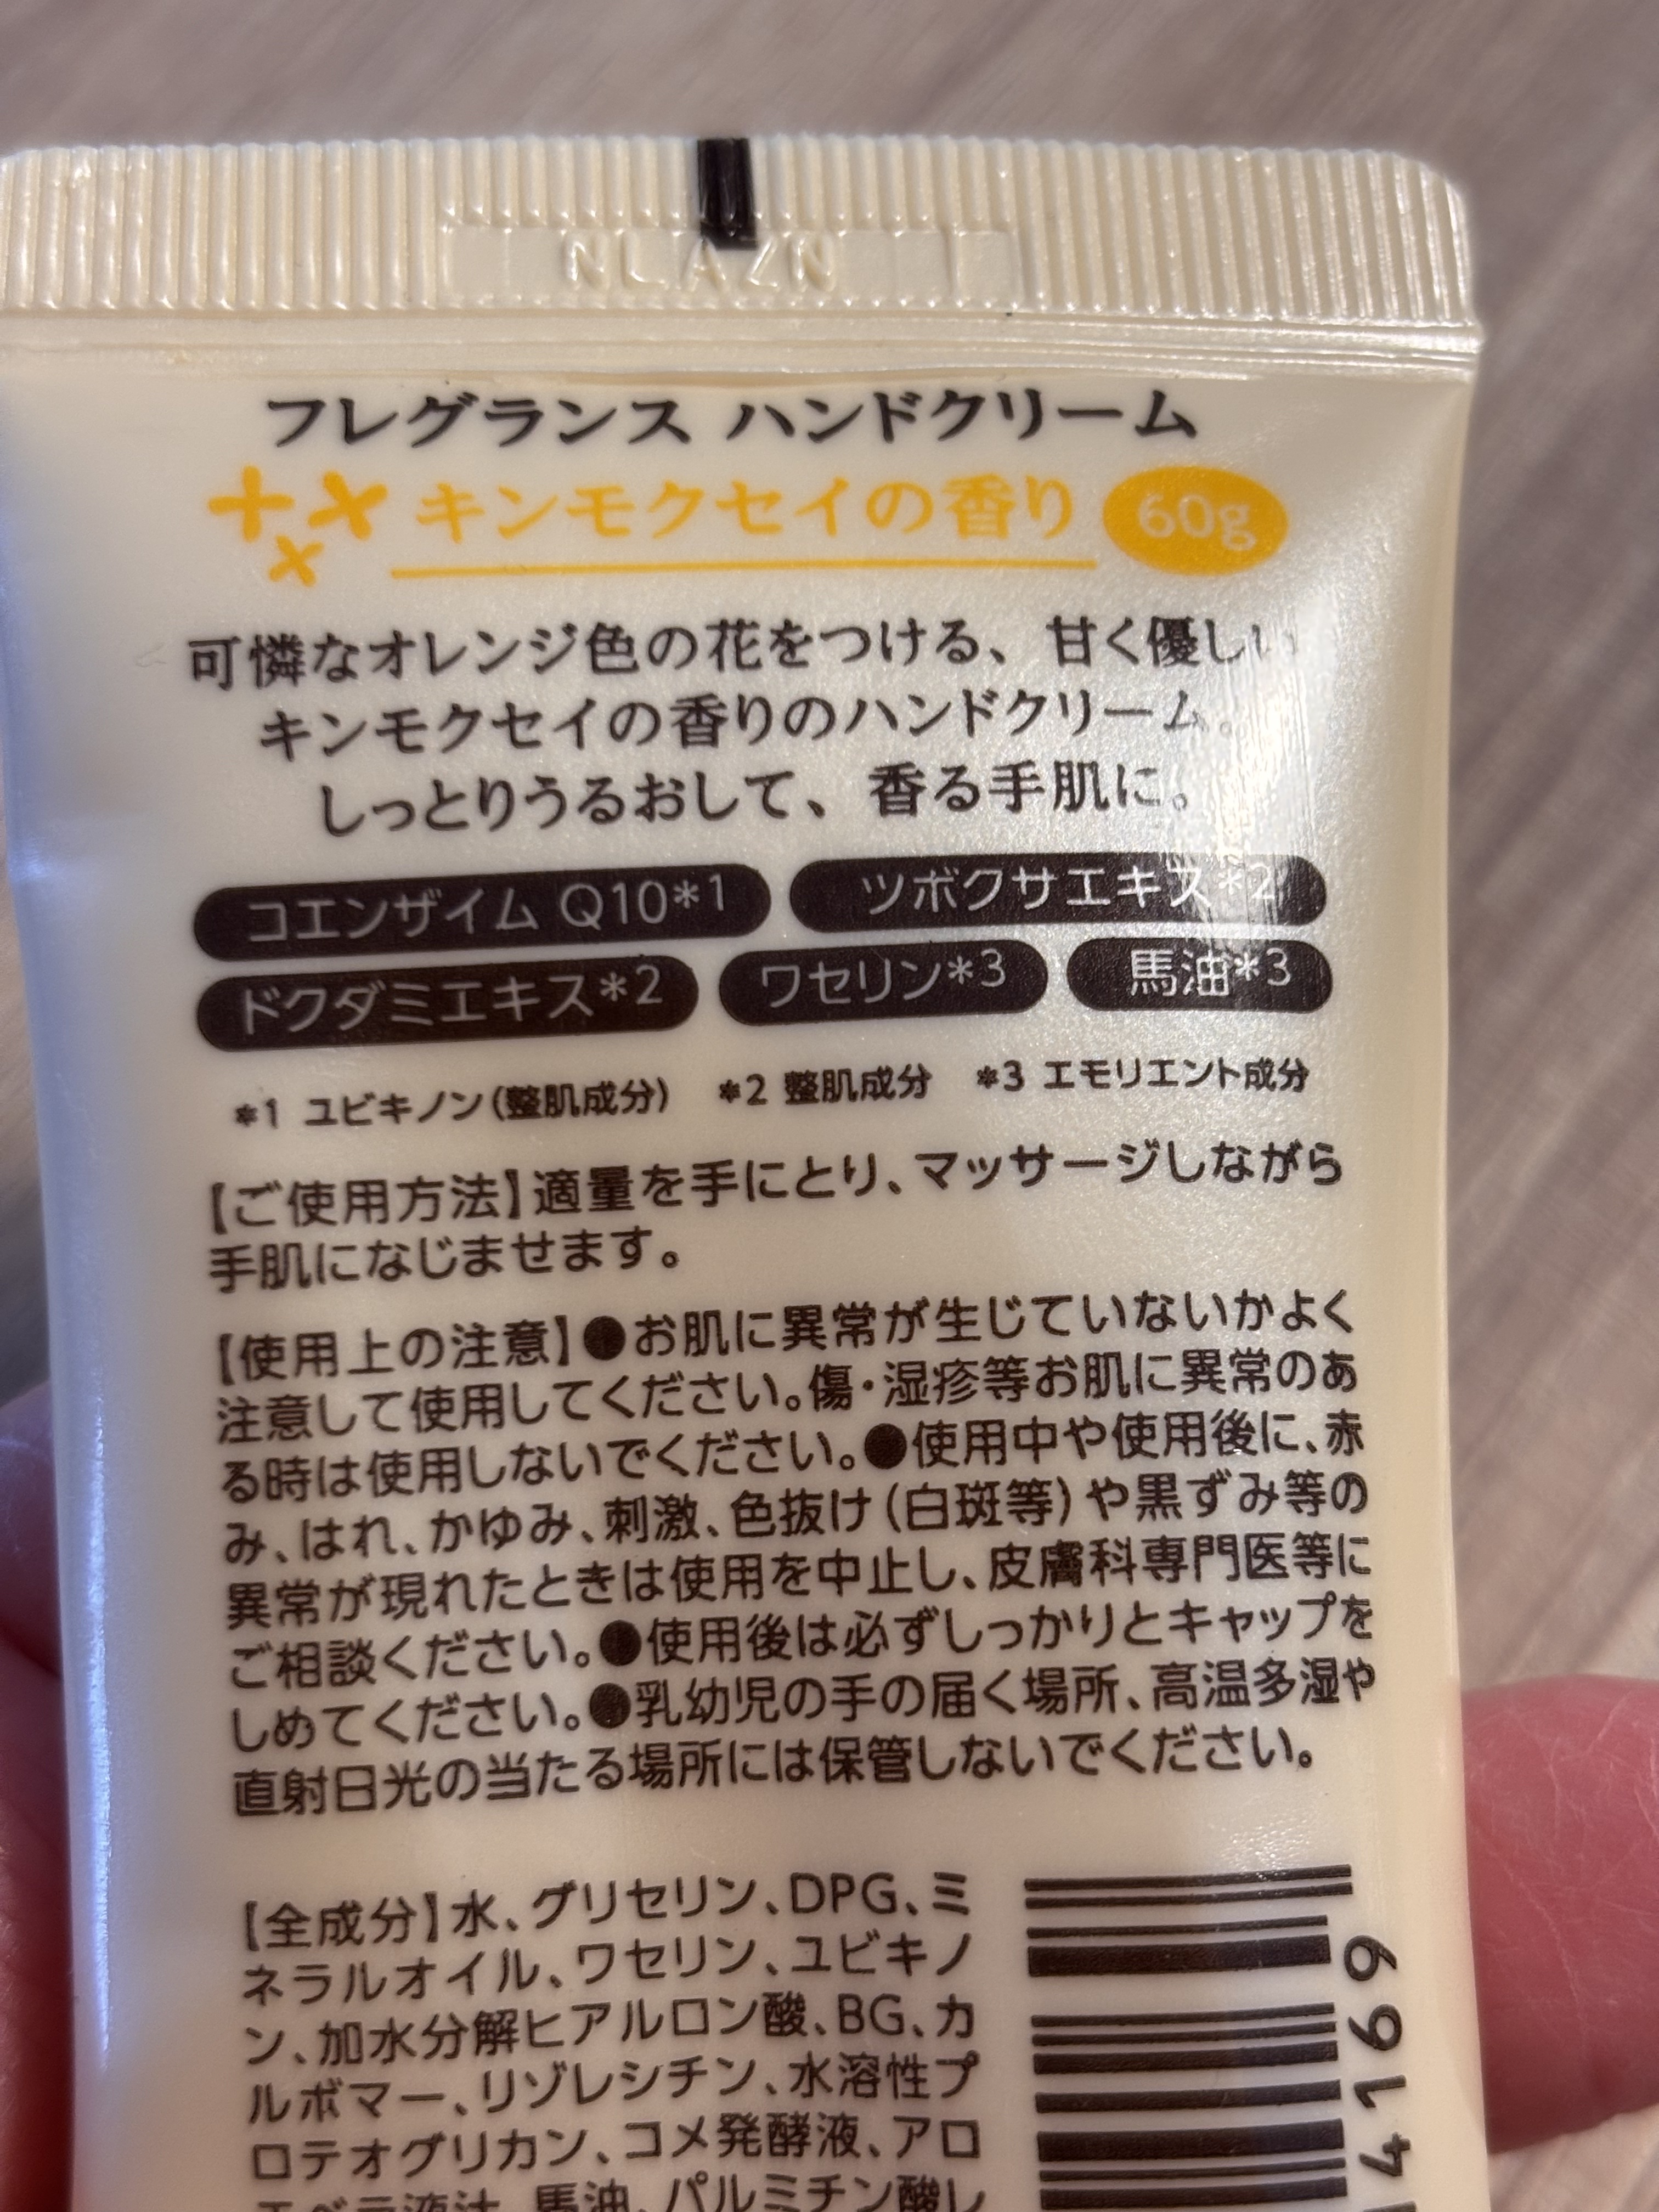 フレグランス ハンドクリーム
キンモクセイの香り 60g
可憐なオレンジ色の花をつける、甘く優しい
キンモクセイの香りのハンドクリーム。
しっとりうるおして、香る手肌に。
コエンザイム Q10*1 ツボクサエキス*2
ドクダミエキス*2 ワセリン*3 馬油*3
*1 ユビキノン(整肌成分) *2 整肌成分 *3 エモリエント成分
【ご使用方法】適量を手にとり、マッサージしながら
手肌になじませます。
【使用上の注意】●お肌に異常が生じていないかよく
注意して使用してください。傷・湿疹等お肌に異常のあ
る時は使用しないでください。●使用中や使用後に、赤
み、はれ、かゆみ、刺激、色抜け(白斑等)や黒ずみ等の
異常が現れたときは使用を中止し、皮膚科専門医等に
ご相談ください。●使用後は必ずしっかりとキャップを
しめてください。●乳幼児の手の届く場所、高温多湿や
直射日光の当たる場所には保管しないでください。
【全成分】水、グリセリン、DPG、ミ
ネラルオイル、ワセリン、ユビキノ
ン、加水分解ヒアルロン酸、BG、カ
ルボマー、リゾレシチン、水溶性プ
ロテオグリカン、コメ発酵液、アロ
エベラ液汁、馬油、パルミチン酸レ